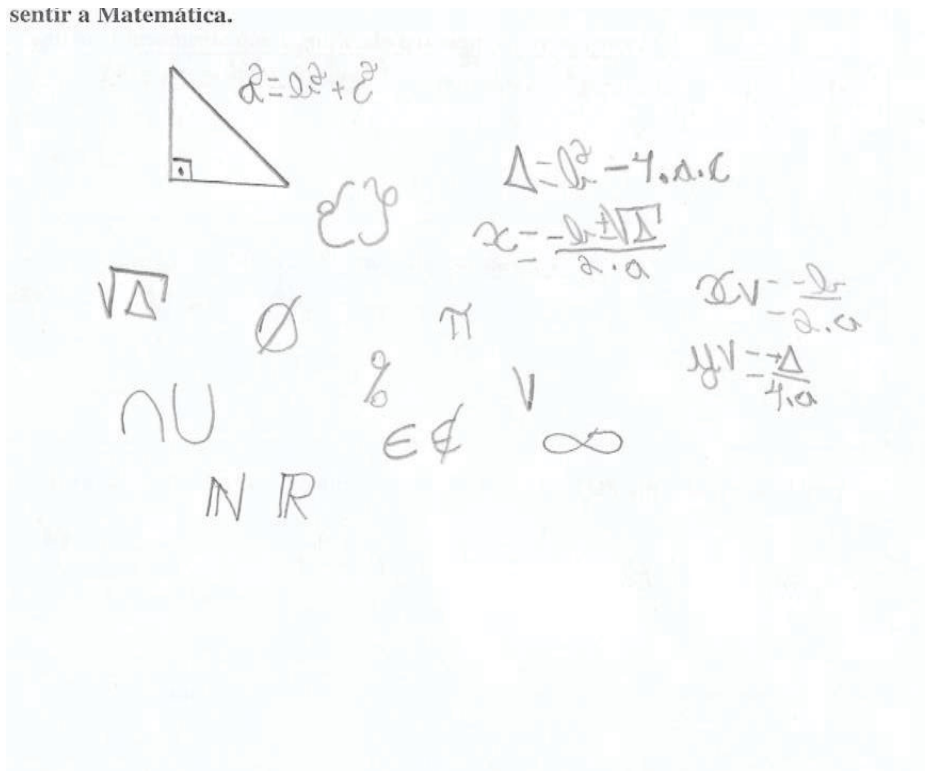 sentir a Matemática.
a² = b² + c²
Δ = b² - 4.a.c
{ }
x = -b ± √Δ / 2.a
√Δ
xv = -b / 2.a
∅
π
yv = -Δ / 4.a
%
∩ ∪
V
∈ ∉
∞
ℕ ℝ